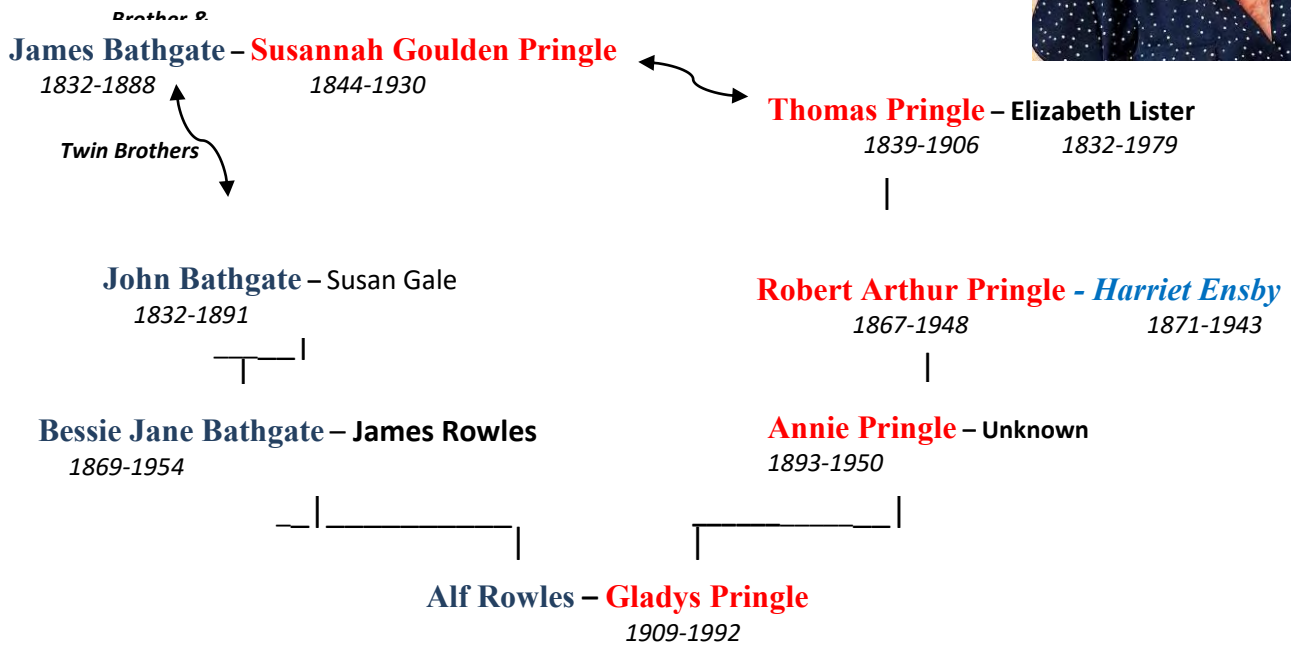 Brother &
James Bathgate – Susannah Goulden Pringle
1832-1888 1844-1930
Thomas Pringle – Elizabeth Lister
1839-1906 1832-1979
Twin Brothers
John Bathgate – Susan Gale
1832-1891
Robert Arthur Pringle - Harriet Ensby
1867-1948 1871-1943
Bessie Jane Bathgate – James Rowles
1869-1954
Annie Pringle – Unknown
1893-1950
Alf Rowles – Gladys Pringle
1909-1992